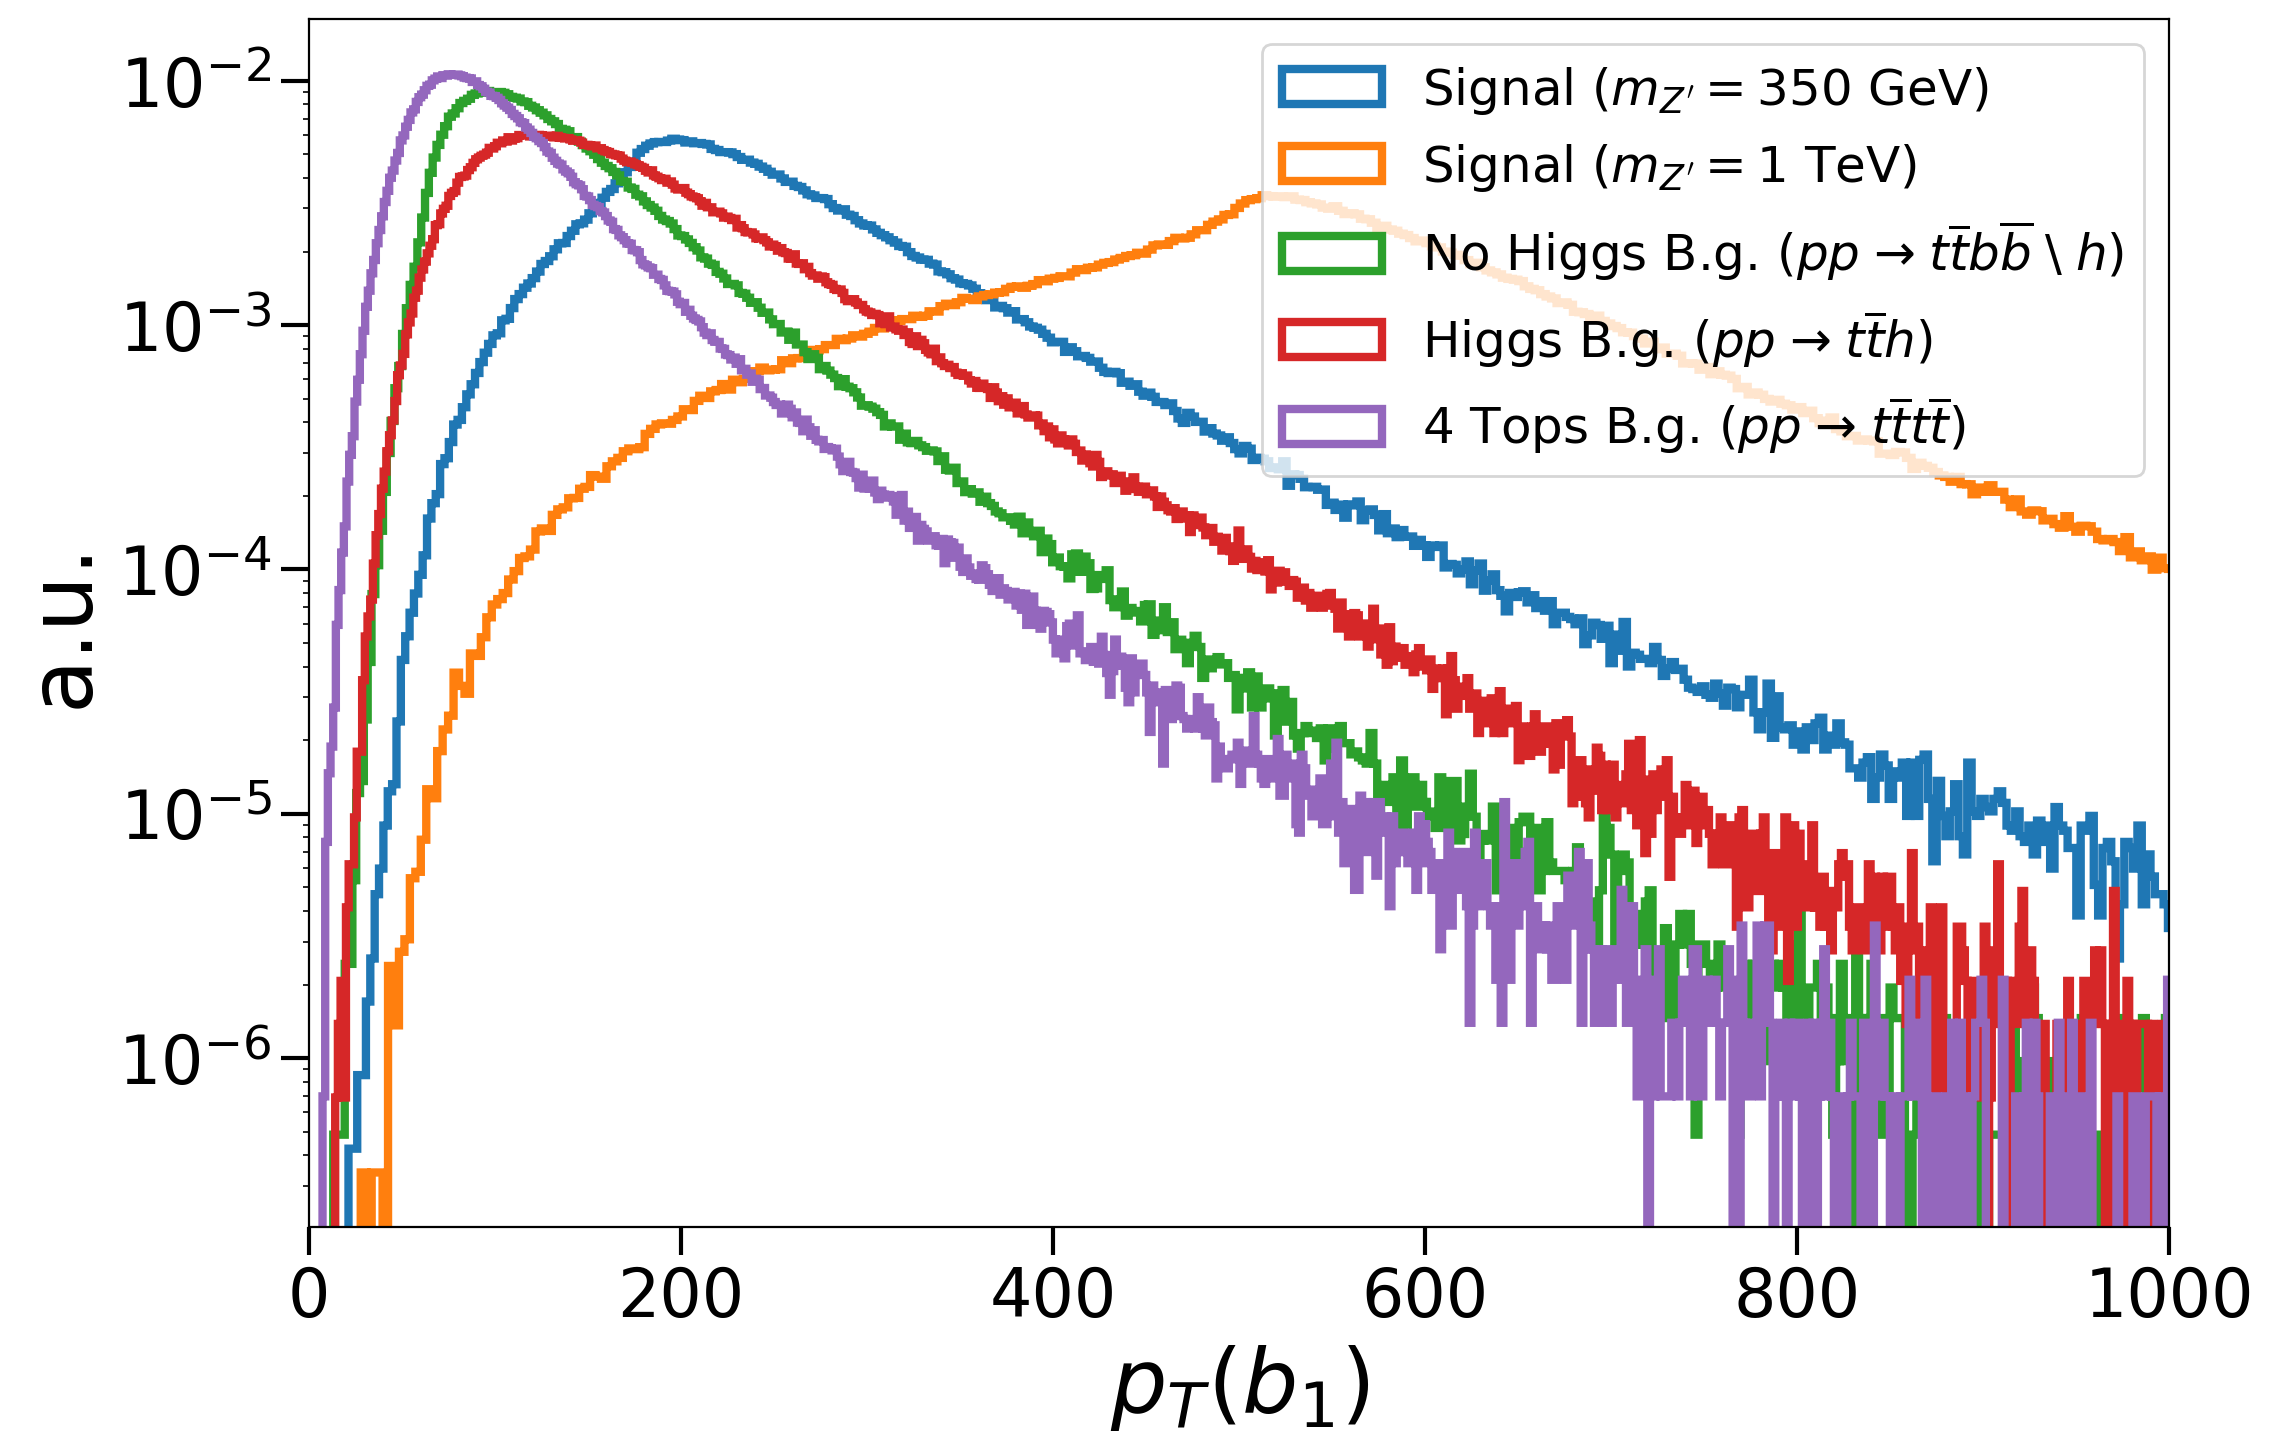 Signal (m_{Z′} = 350 GeV)
Signal (m_{Z′} = 1 TeV)
No Higgs B.g. (pp → tt̅bb̅ \ h)
Higgs B.g. (pp → tt̅h)
4 Tops B.g. (pp → tt̅tt̅)
10⁻²
10⁻³
10⁻⁴
10⁻⁵
10⁻⁶
a.u.
0 200 400 600 800 1000
p_T(b₁)